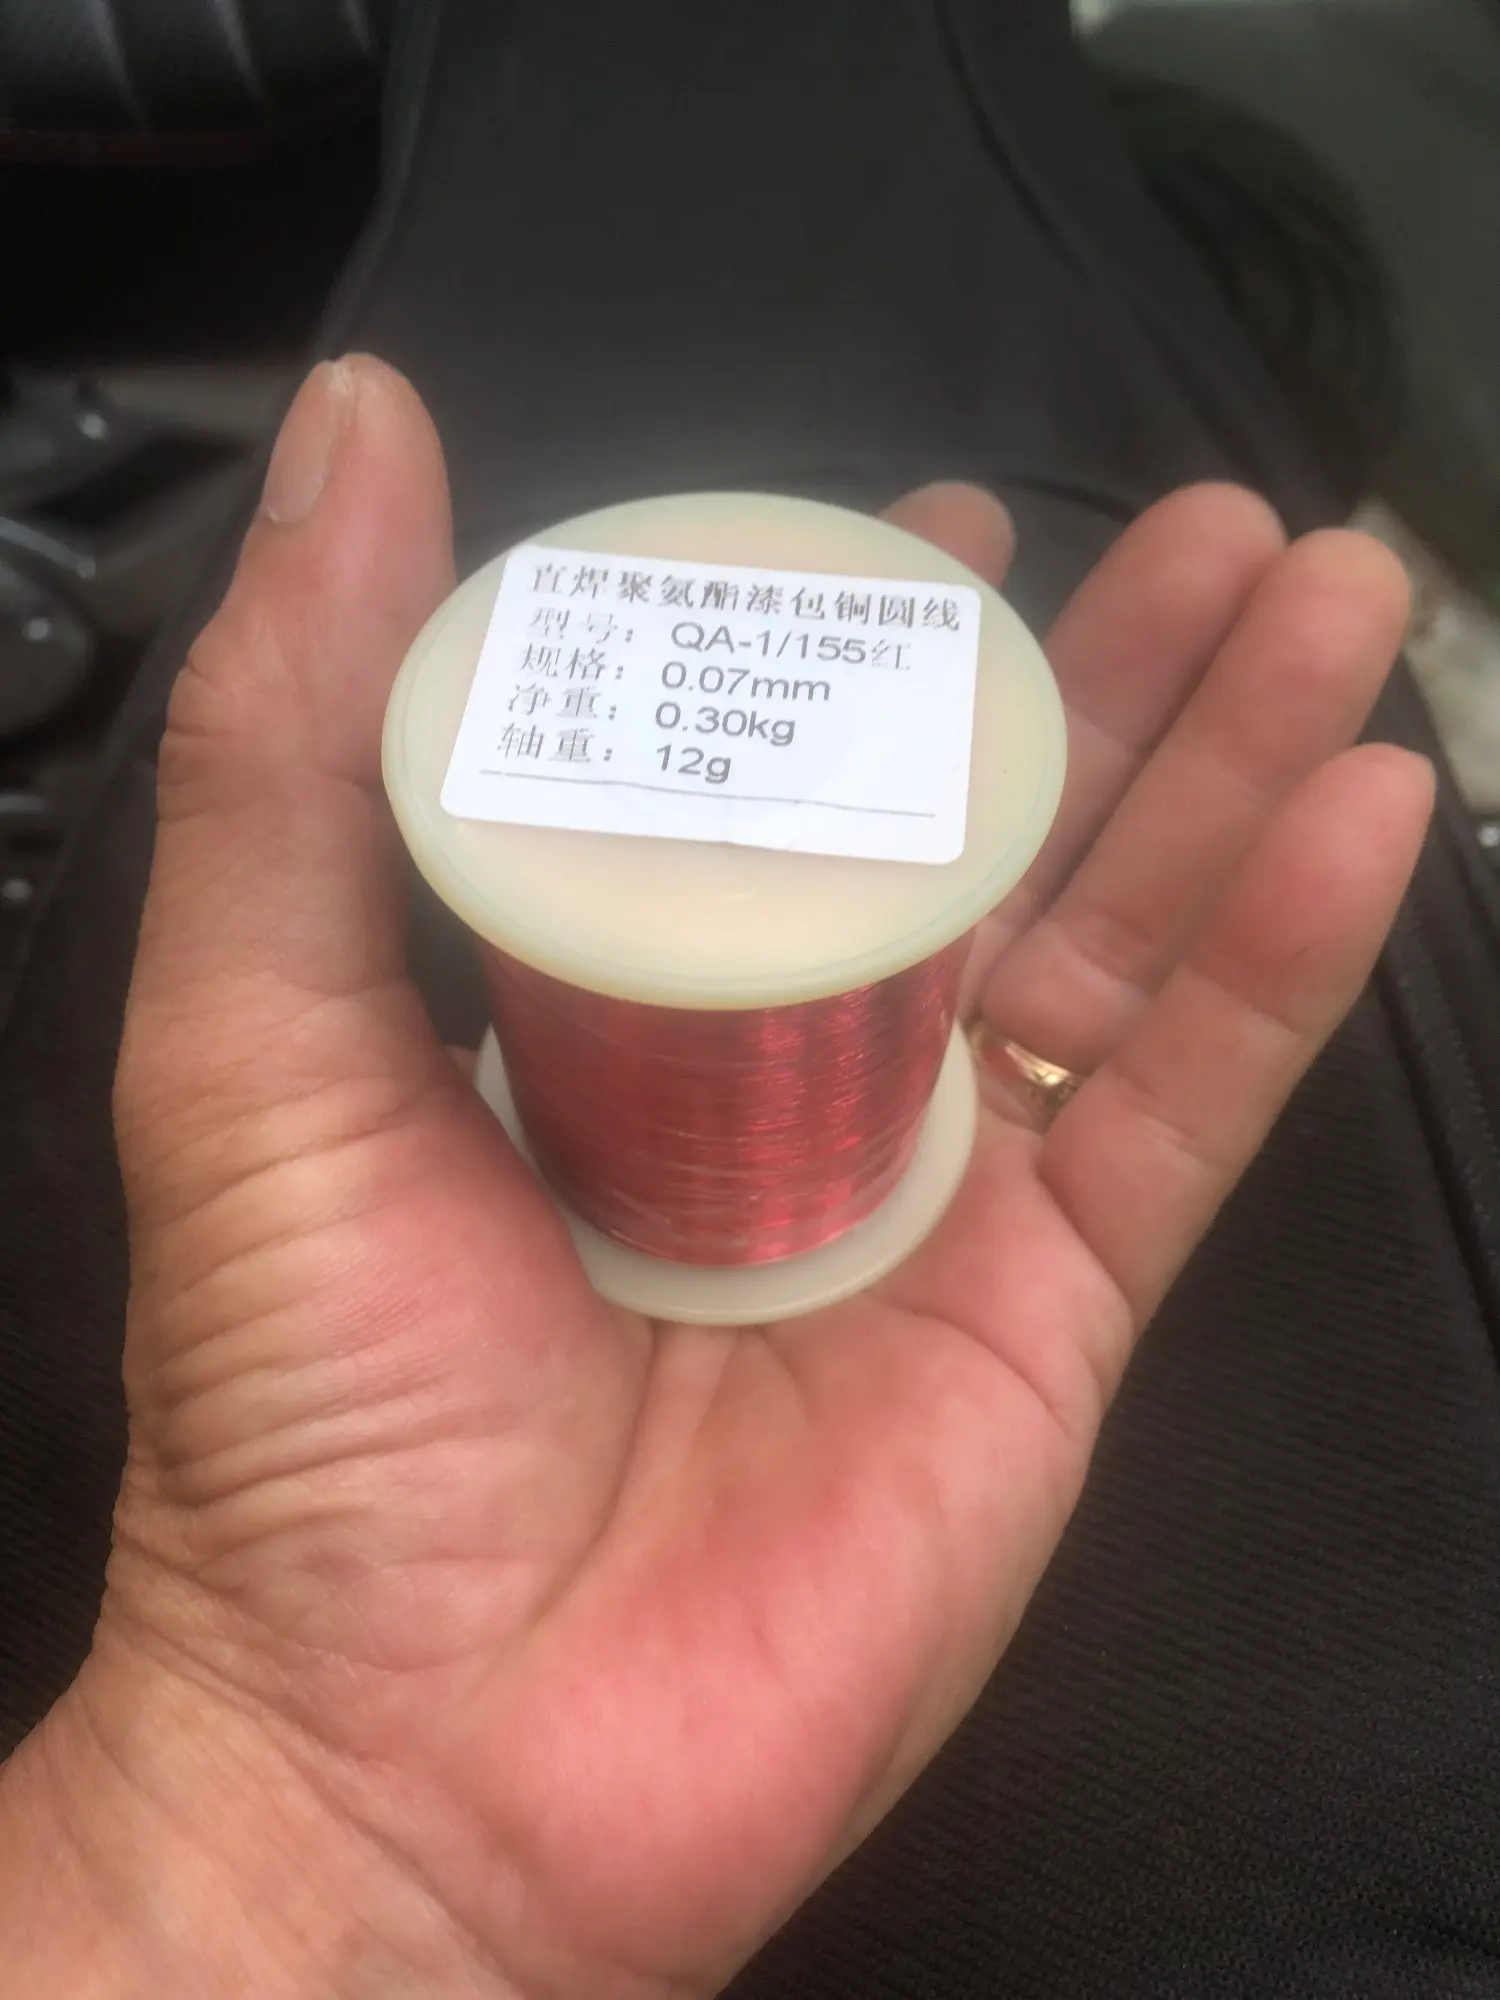 直焊聚氨酯漆包铜圆线
型号： QA-1/155红
规格： 0.07mm
净重： 0.30kg
轴重： 12g